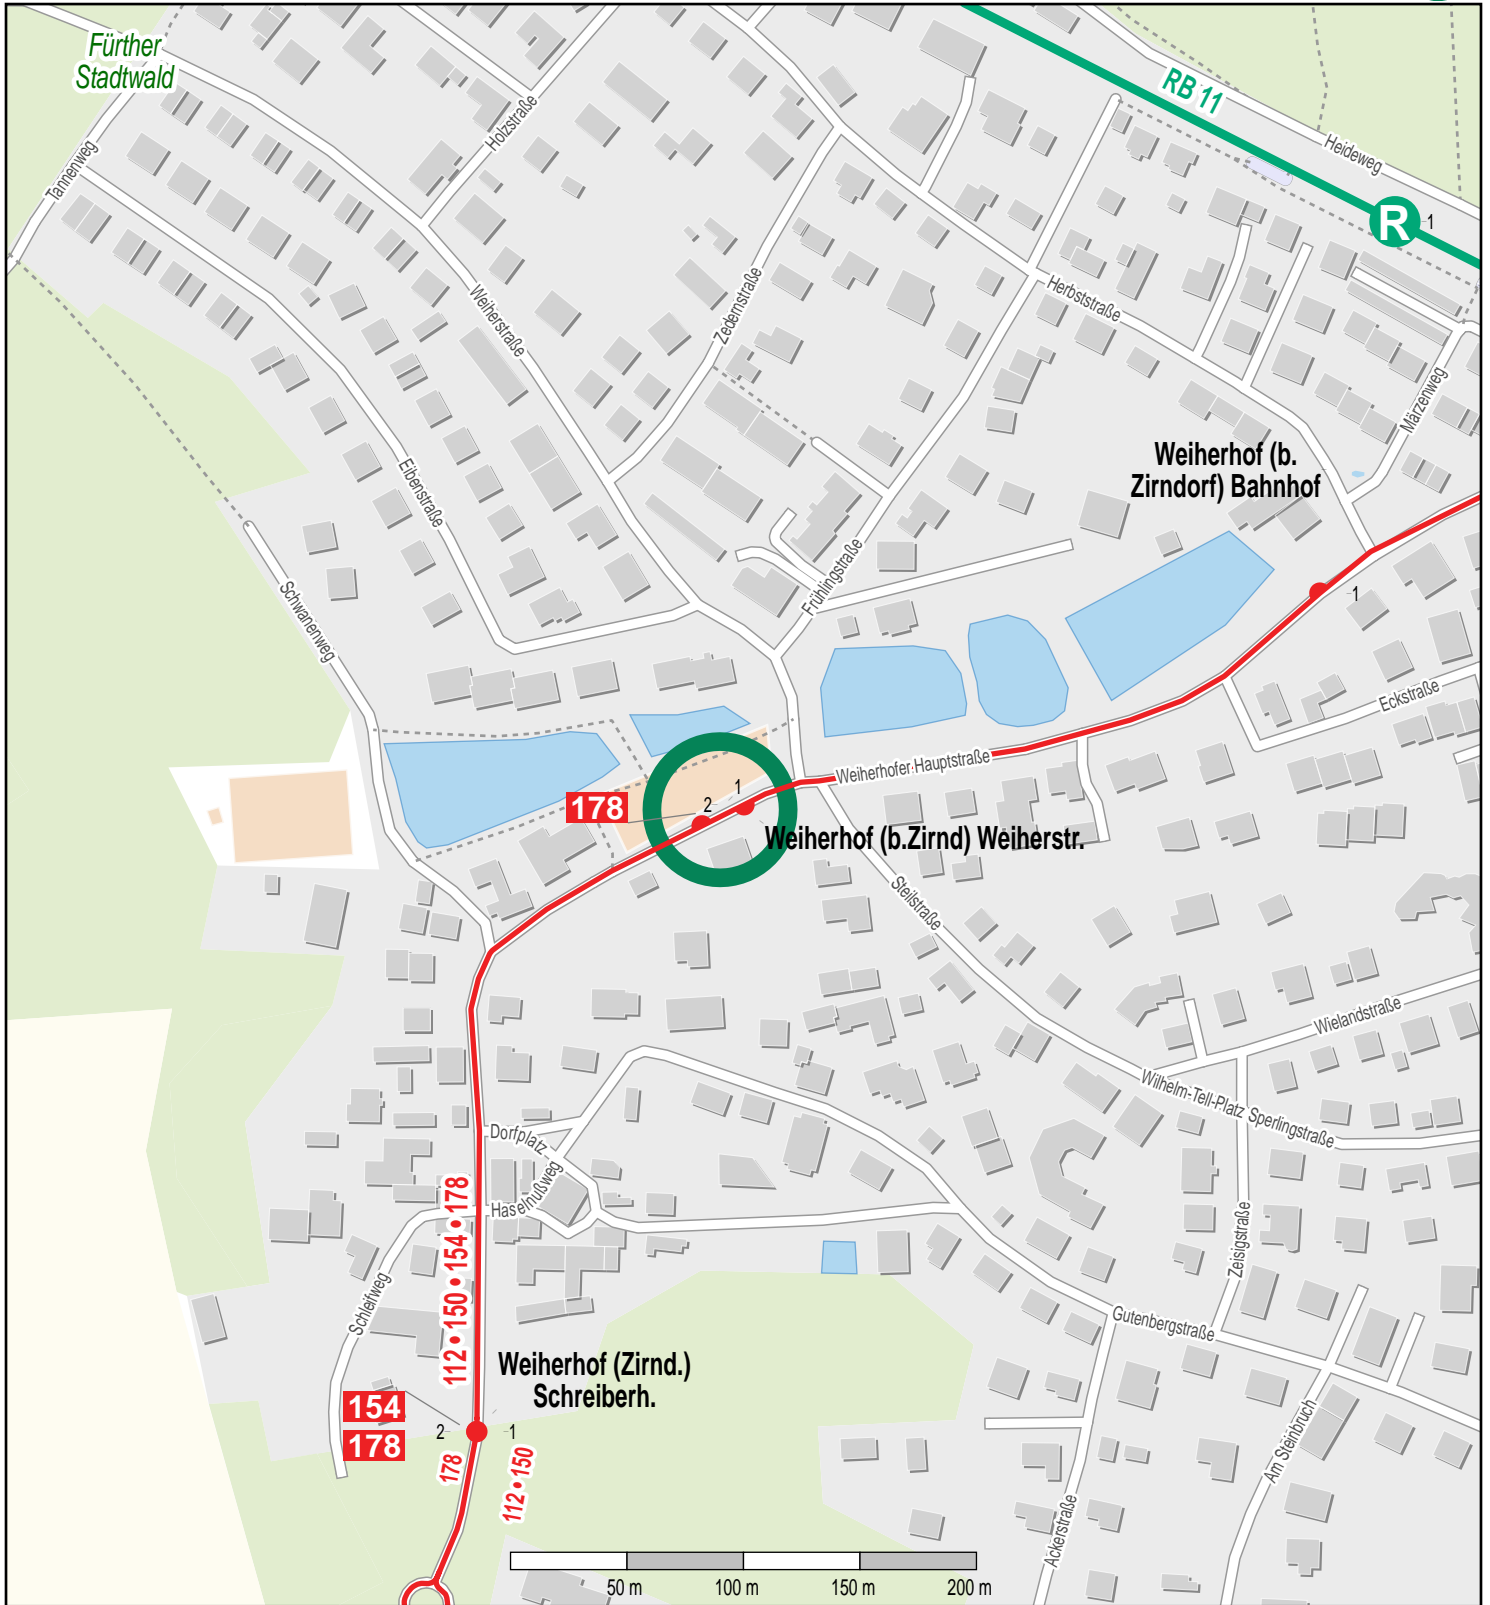 Fürther
Stadtwald
RB 11
Heideweg
R
1
Tannenweg
Holzstraße
Weiherstraße
Zedernstraße
Herbststraße
Märzenweg
Weiherhof (b.
Zirndorf) Bahnhof
Eibenstraße
Frühlingstraße
Schwanenweg
1
Eckstraße
Weiherhofer Hauptstraße
178
2
1
Weiherhof (b.Zirnd) Weiherstr.
Steilstraße
Wielandstraße
Wilhelm-Tell-Platz
Sperlingstraße
Dorfplatz
Haselnußweg
112 • 150 • 154 • 178
Zeisigstraße
Schleifweg
Gutenbergstraße
Weiherhof (Zirnd.)
Schreiberh.
154
178
2
1
178
112 • 150
Am Steinbruch
Ackerstraße
50 m
100 m
150 m
200 m